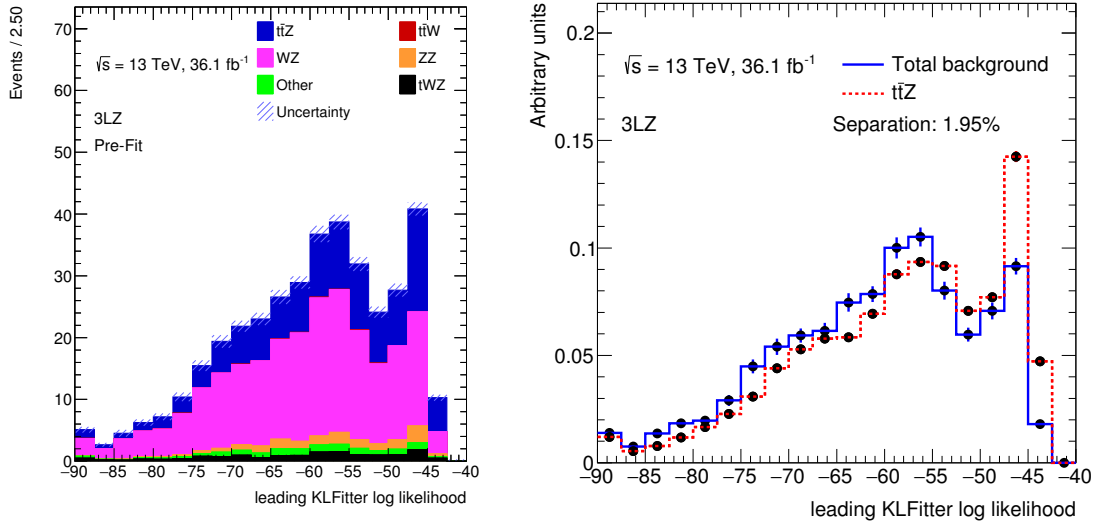 Events / 2.50
70
60
50
40
30
20
10
0
√s = 13 TeV, 36.1 fb⁻¹
3LZ
Pre-Fit
tt̄Z
tt̄W
WZ
ZZ
Other
tWZ
Uncertainty
−90 −85 −80 −75 −70 −65 −60 −55 −50 −45 −40
leading KLFitter log likelihood
Arbitrary units
0.2
0.15
0.1
0.05
0
√s = 13 TeV, 36.1 fb⁻¹
3LZ
Total background
tt̄Z
Separation: 1.95%
−90 −85 −80 −75 −70 −65 −60 −55 −50 −45 −40
leading KLFitter log likelihood